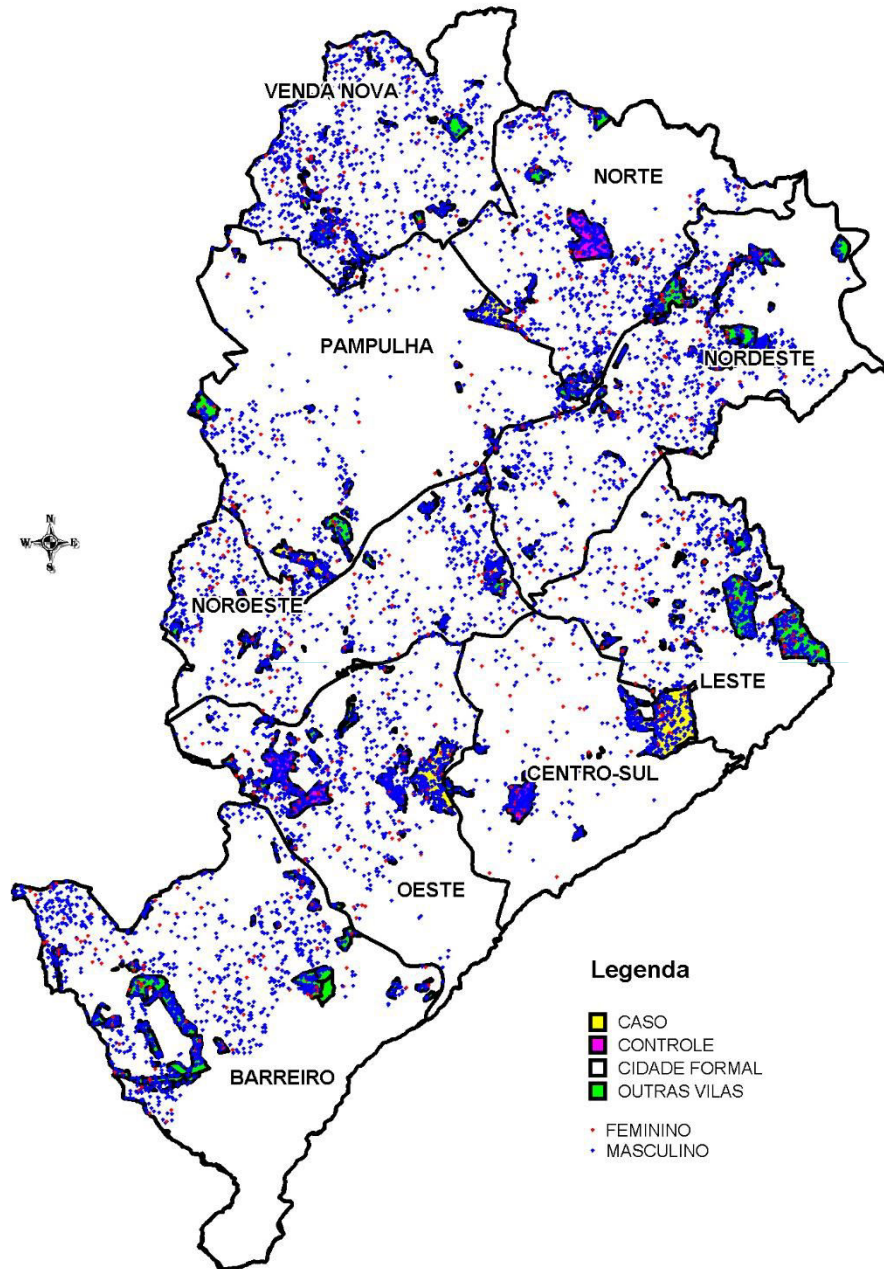 VENDA NOVA
NORTE
PAMPULHA
NORDESTE
N
W E
S
NOROESTE
LESTE
CENTRO-SUL
OESTE
BARREIRO
Legenda
CASO
CONTROLE
CIDADE FORMAL
OUTRAS VILAS
FEMININO
MASCULINO